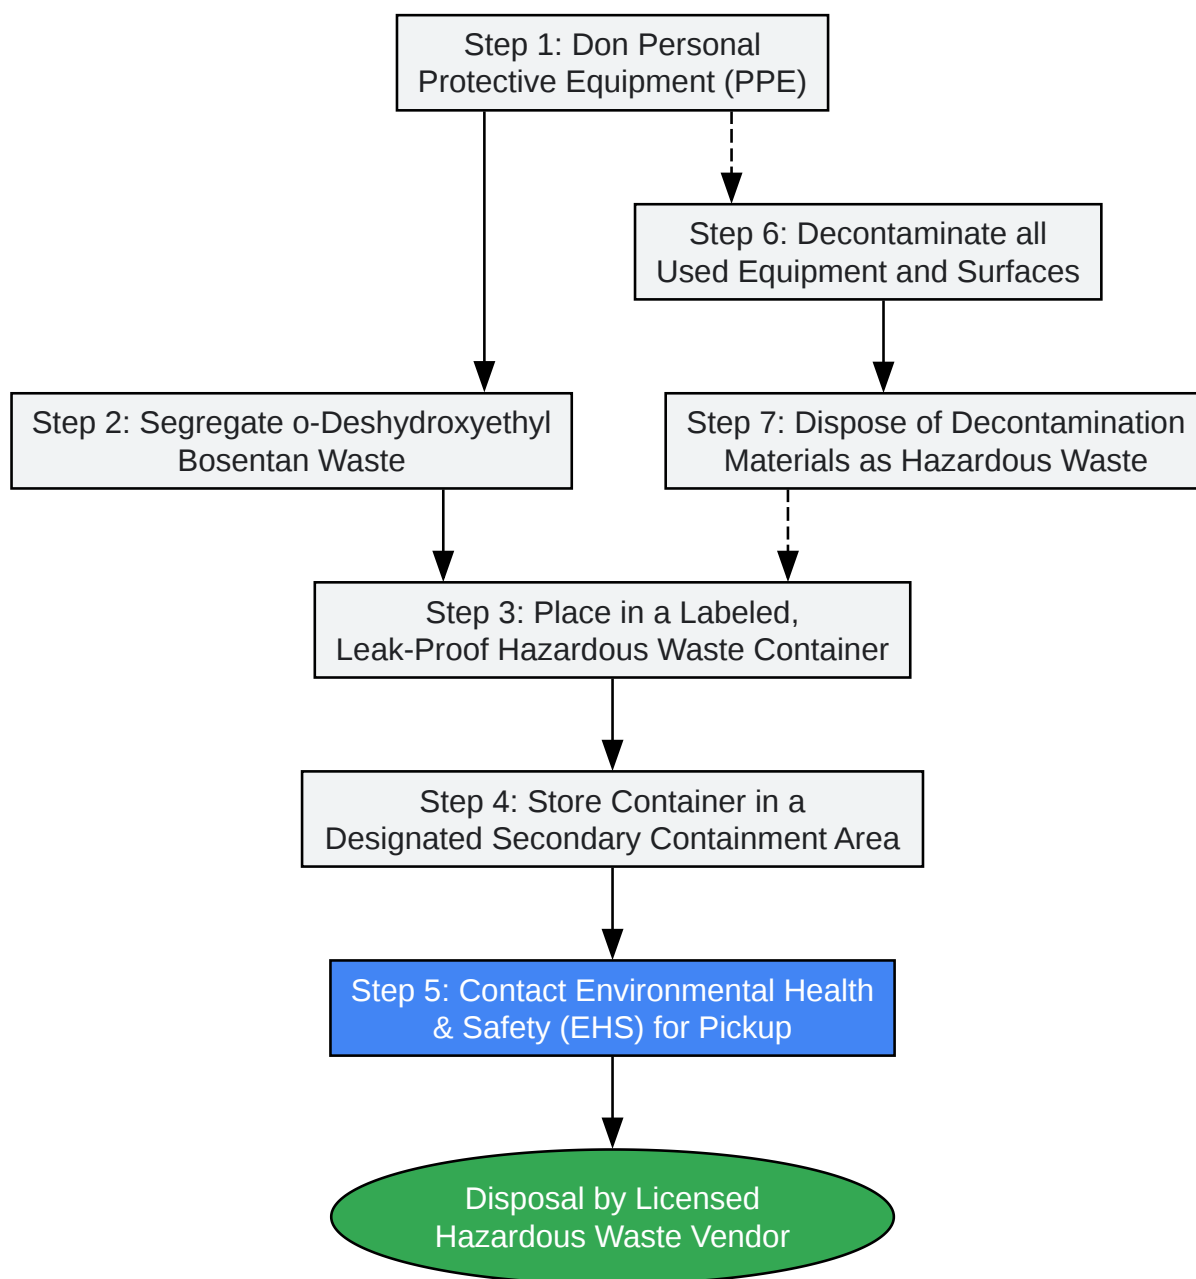 Step 1: Don Personal
Protective Equipment (PPE)
Step 6: Decontaminate all
Used Equipment and Surfaces
Step 2: Segregate o-Deshydroxyethyl
Bosentan Waste
Step 7: Dispose of Decontamination
Materials as Hazardous Waste
Step 3: Place in a Labeled,
Leak-Proof Hazardous Waste Container
Step 4: Store Container in a
Designated Secondary Containment Area
Step 5: Contact Environmental Health
& Safety (EHS) for Pickup
Disposal by Licensed
Hazardous Waste Vendor